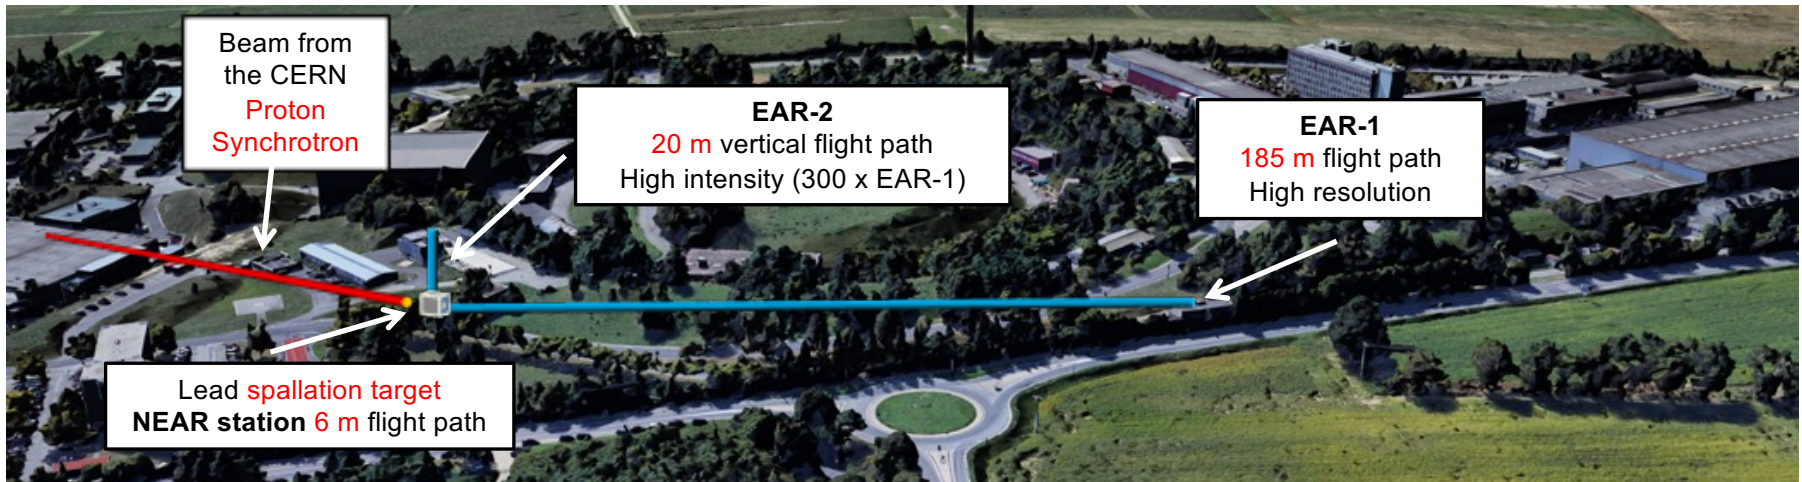 Beam from
the CERN
Proton
Synchrotron
EAR-2
20 m vertical flight path
High intensity (300 x EAR-1)
EAR-1
185 m flight path
High resolution
Lead spallation target
NEAR station 6 m flight path